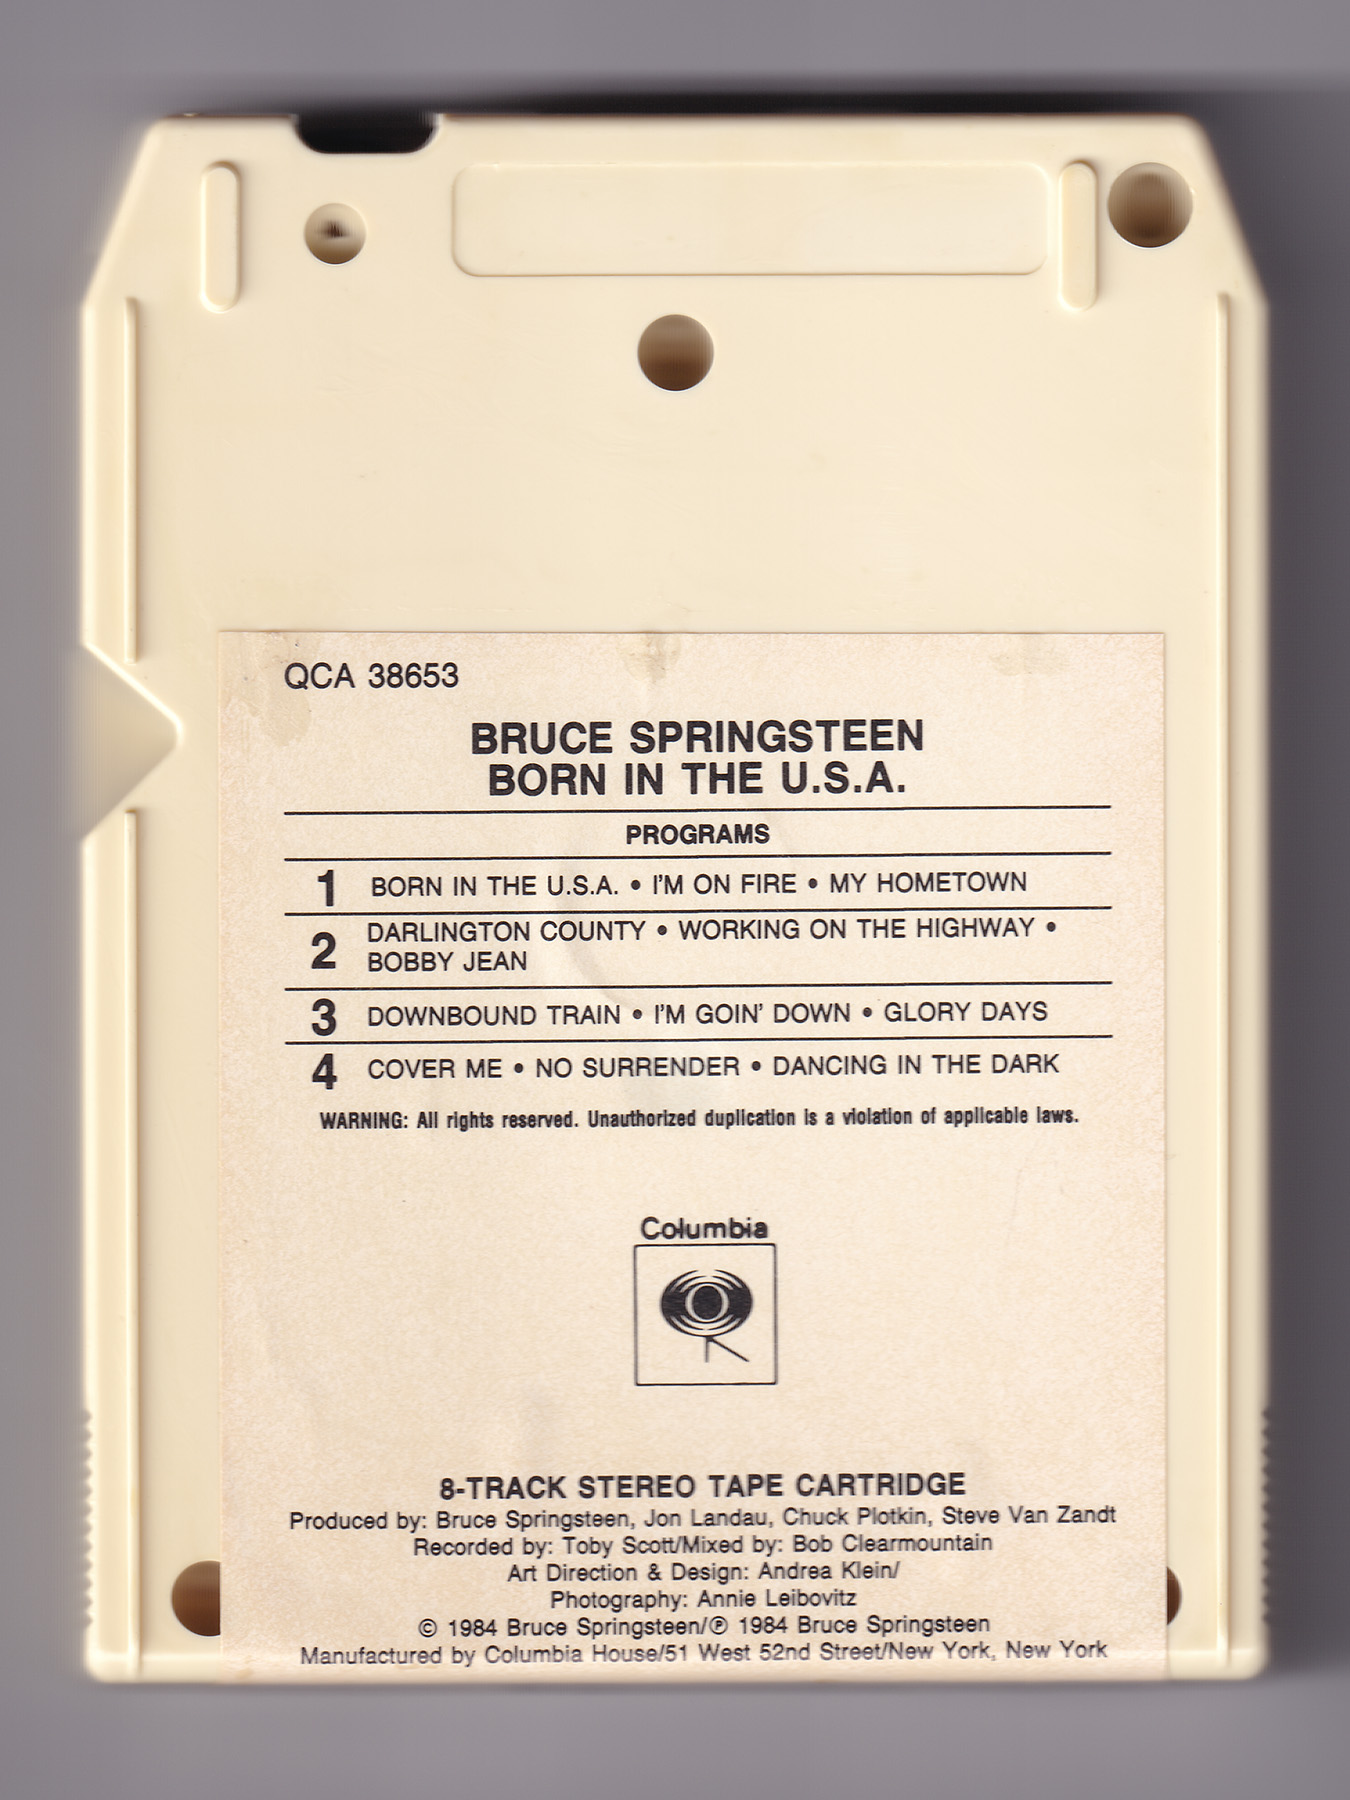 QCA 38653
BRUCE SPRINGSTEEN
BORN IN THE U.S.A.
PROGRAMS
1 BORN IN THE U.S.A. • I'M ON FIRE • MY HOMETOWN
2 DARLINGTON COUNTY • WORKING ON THE HIGHWAY •
BOBBY JEAN
3 DOWNBOUND TRAIN • I'M GOIN' DOWN • GLORY DAYS
4 COVER ME • NO SURRENDER • DANCING IN THE DARK
WARNING: All rights reserved. Unauthorized duplication is a violation of applicable laws.
Columbia
8-TRACK STEREO TAPE CARTRIDGE
Produced by: Bruce Springsteen, Jon Landau, Chuck Plotkin, Steve Van Zandt
Recorded by: Toby Scott/Mixed by: Bob Clearmountain
Art Direction & Design: Andrea Klein/
Photography: Annie Leibovitz
© 1984 Bruce Springsteen/℗ 1984 Bruce Springsteen
Manufactured by Columbia House/51 West 52nd Street/New York, New York